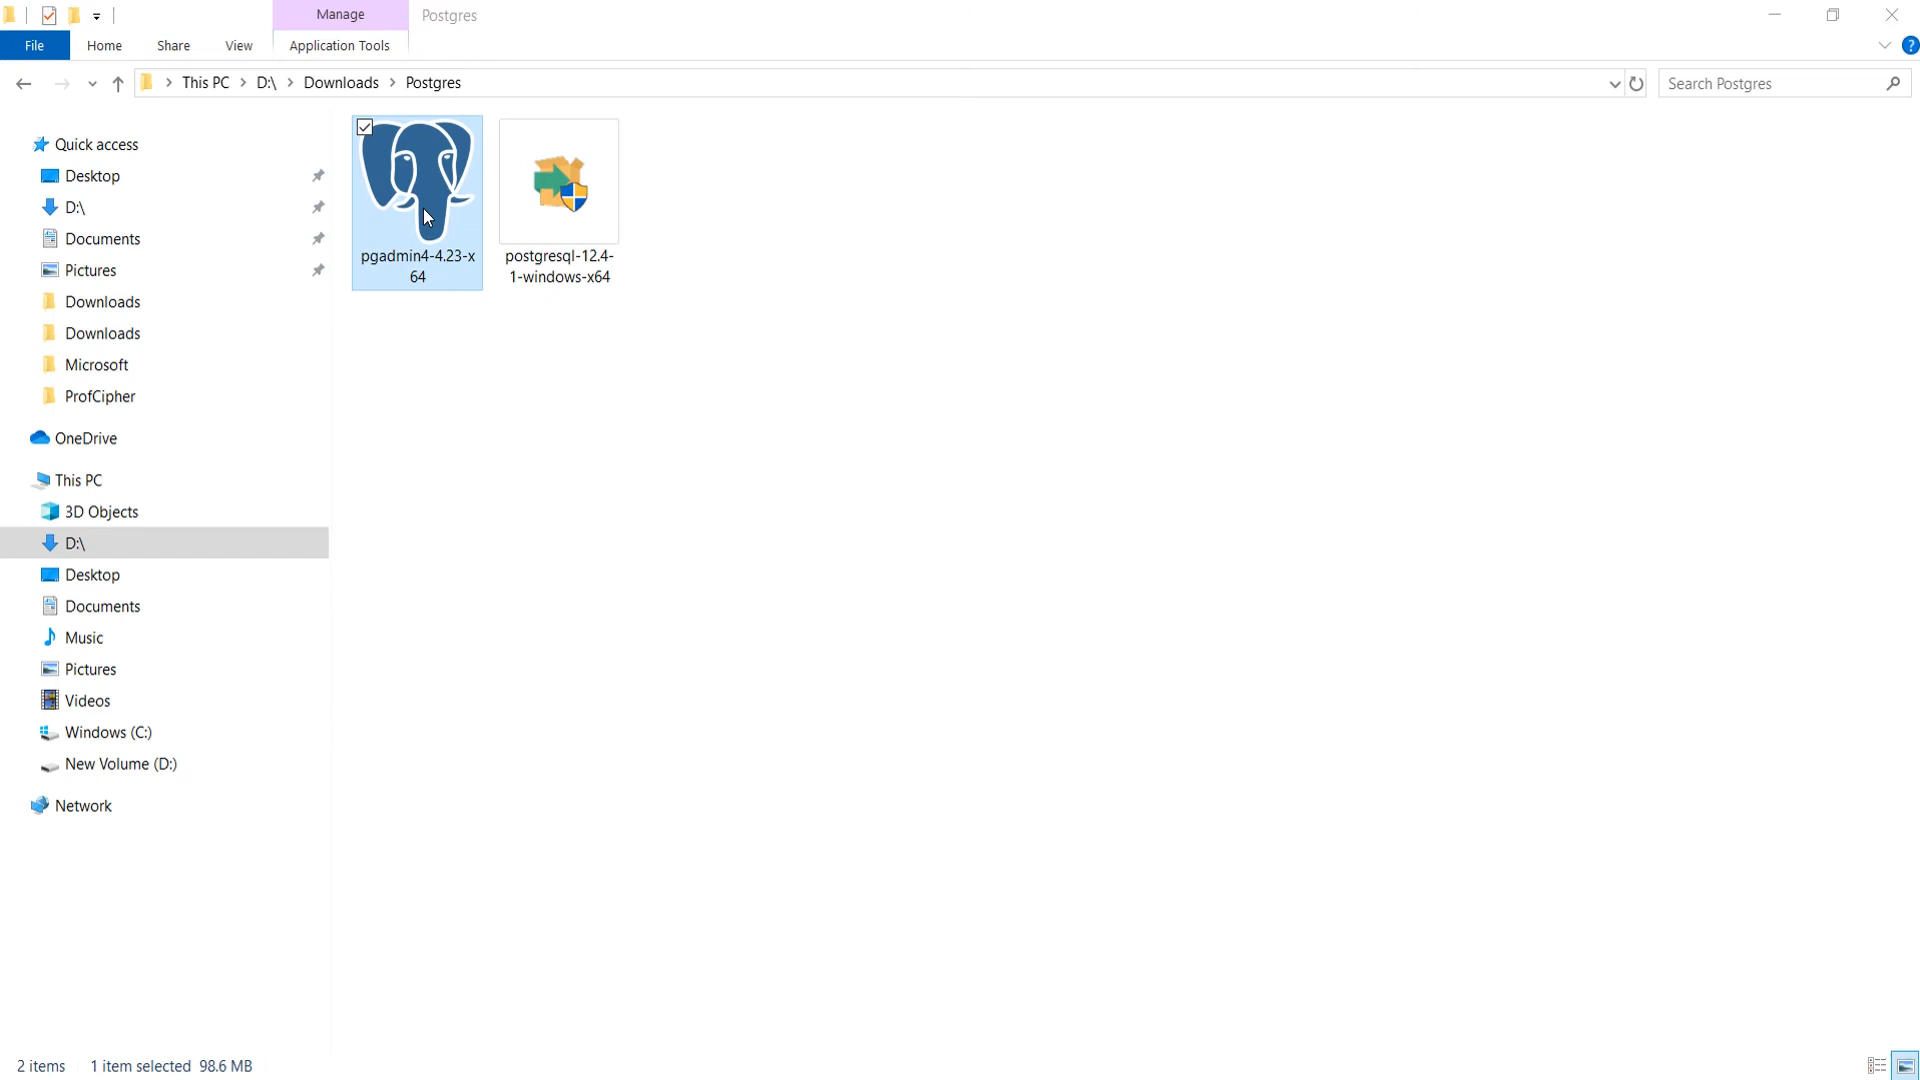 Manage
Postgres
File
Home
Share
View
Application Tools
?
This PC
D:\
Downloads
Postgres
Search Postgres
Quick access
Desktop
D:\
Documents
Pictures
Downloads
Downloads
Microsoft
ProfCipher
OneDrive
This PC
3D Objects
D:\
Desktop
Documents
Music
Pictures
Videos
Windows (C:)
New Volume (D:)
Network
pgadmin4-4.23-x
64
postgresql-12.4-
1-windows-x64
2 items
1 item selected 98.6 MB